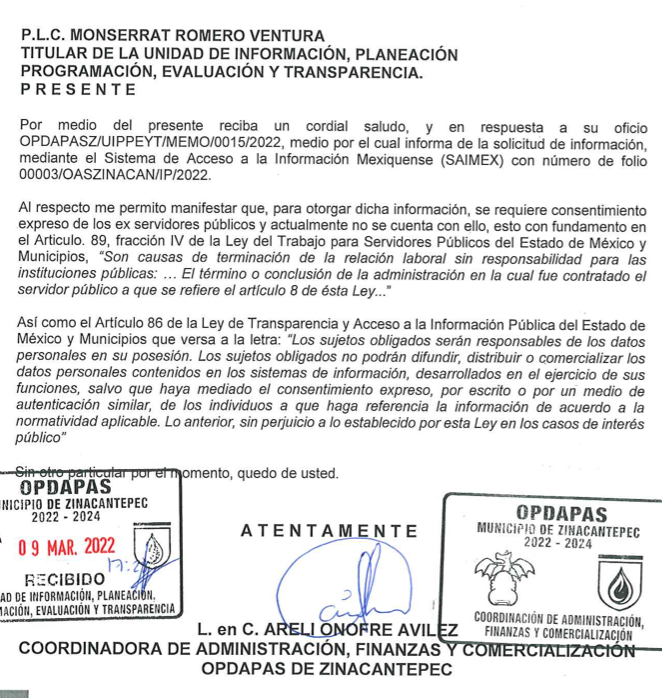 P.L.C. MONSERRAT ROMERO VENTURA
TITULAR DE LA UNIDAD DE INFORMACIÓN, PLANEACIÓN
PROGRAMACIÓN, EVALUACIÓN Y TRANSPARENCIA.
P R E S E N T E
Por medio del presente reciba un cordial saludo, y en respuesta a su oficio
OPDAPASZ/UIPPEYT/MEMO/0015/2022, medio por el cual informa de la solicitud de información,
mediante el Sistema de Acceso a la Información Mexiquense (SAIMEX) con número de folio
00003/OASZINACAN/IP/2022.
Al respecto me permito manifestar que, para otorgar dicha información, se requiere consentimiento
expreso de los ex servidores públicos y actualmente no se cuenta con ello, esto con fundamento en
el Articulo. 89, fracción IV de la Ley del Trabajo para Servidores Públicos del Estado de México y
Municipios, "Son causas de terminación de la relación laboral sin responsabilidad para las
instituciones públicas: … El término o conclusión de la administración en la cual fue contratado el
servidor público a que se refiere el artículo 8 de ésta Ley..."
Así como el Artículo 86 de la Ley de Transparencia y Acceso a la Información Pública del Estado de
México y Municipios que versa a la letra: "Los sujetos obligados serán responsables de los datos
personales en su posesión. Los sujetos obligados no podrán difundir, distribuir o comercializar los
datos personales contenidos en los sistemas de información, desarrollados en el ejercicio de sus
funciones, salvo que haya mediado el consentimiento expreso, por escrito o por un medio de
autenticación similar, de los individuos a que haga referencia la información de acuerdo a la
normatividad aplicable. Lo anterior, sin perjuicio a lo establecido por esta Ley en los casos de interés
público"
Sin otro particular por el momento, quedo de usted.
OPDAPAS
MUNICIPIO DE ZINACANTEPEC
2022 - 2024
09 MAR. 2022
RECIBIDO
AD DE INFORMACIÓN, PLANEACIÓN,
MACIÓN, EVALUACIÓN Y TRANSPARENCIA
A T E N T A M E N T E
OPDAPAS
MUNICIPIO DE ZINACANTEPEC
2022 - 2024
COORDINACIÓN DE ADMINISTRACIÓN,
FINANZAS Y COMERCIALIZACIÓN
L. en C. ARELI ONOFRE AVILEZ
COORDINADORA DE ADMINISTRACIÓN, FINANZAS Y COMERCIALIZACIÓN
OPDAPAS DE ZINACANTEPEC